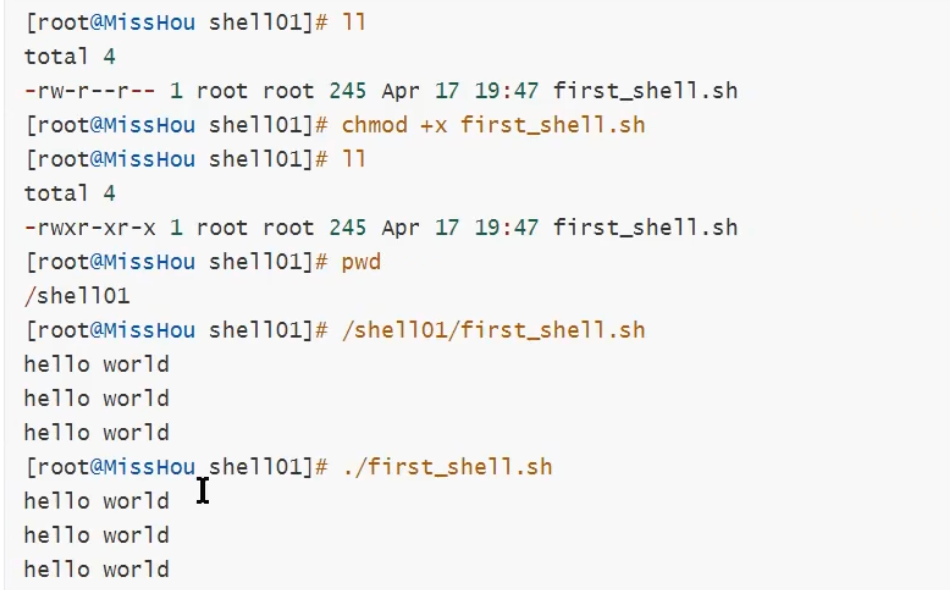 [root@MissHou shell01]# ll
total 4
-rw-r--r-- 1 root root 245 Apr 17 19:47 first_shell.sh
[root@MissHou shell01]# chmod +x first_shell.sh
[root@MissHou shell01]# ll
total 4
-rwxr-xr-x 1 root root 245 Apr 17 19:47 first_shell.sh
[root@MissHou shell01]# pwd
/shell01
[root@MissHou shell01]# /shell01/first_shell.sh
hello world
hello world
hello world
[root@MissHou shell01]# ./first_shell.sh
hello world
hello world
hello world